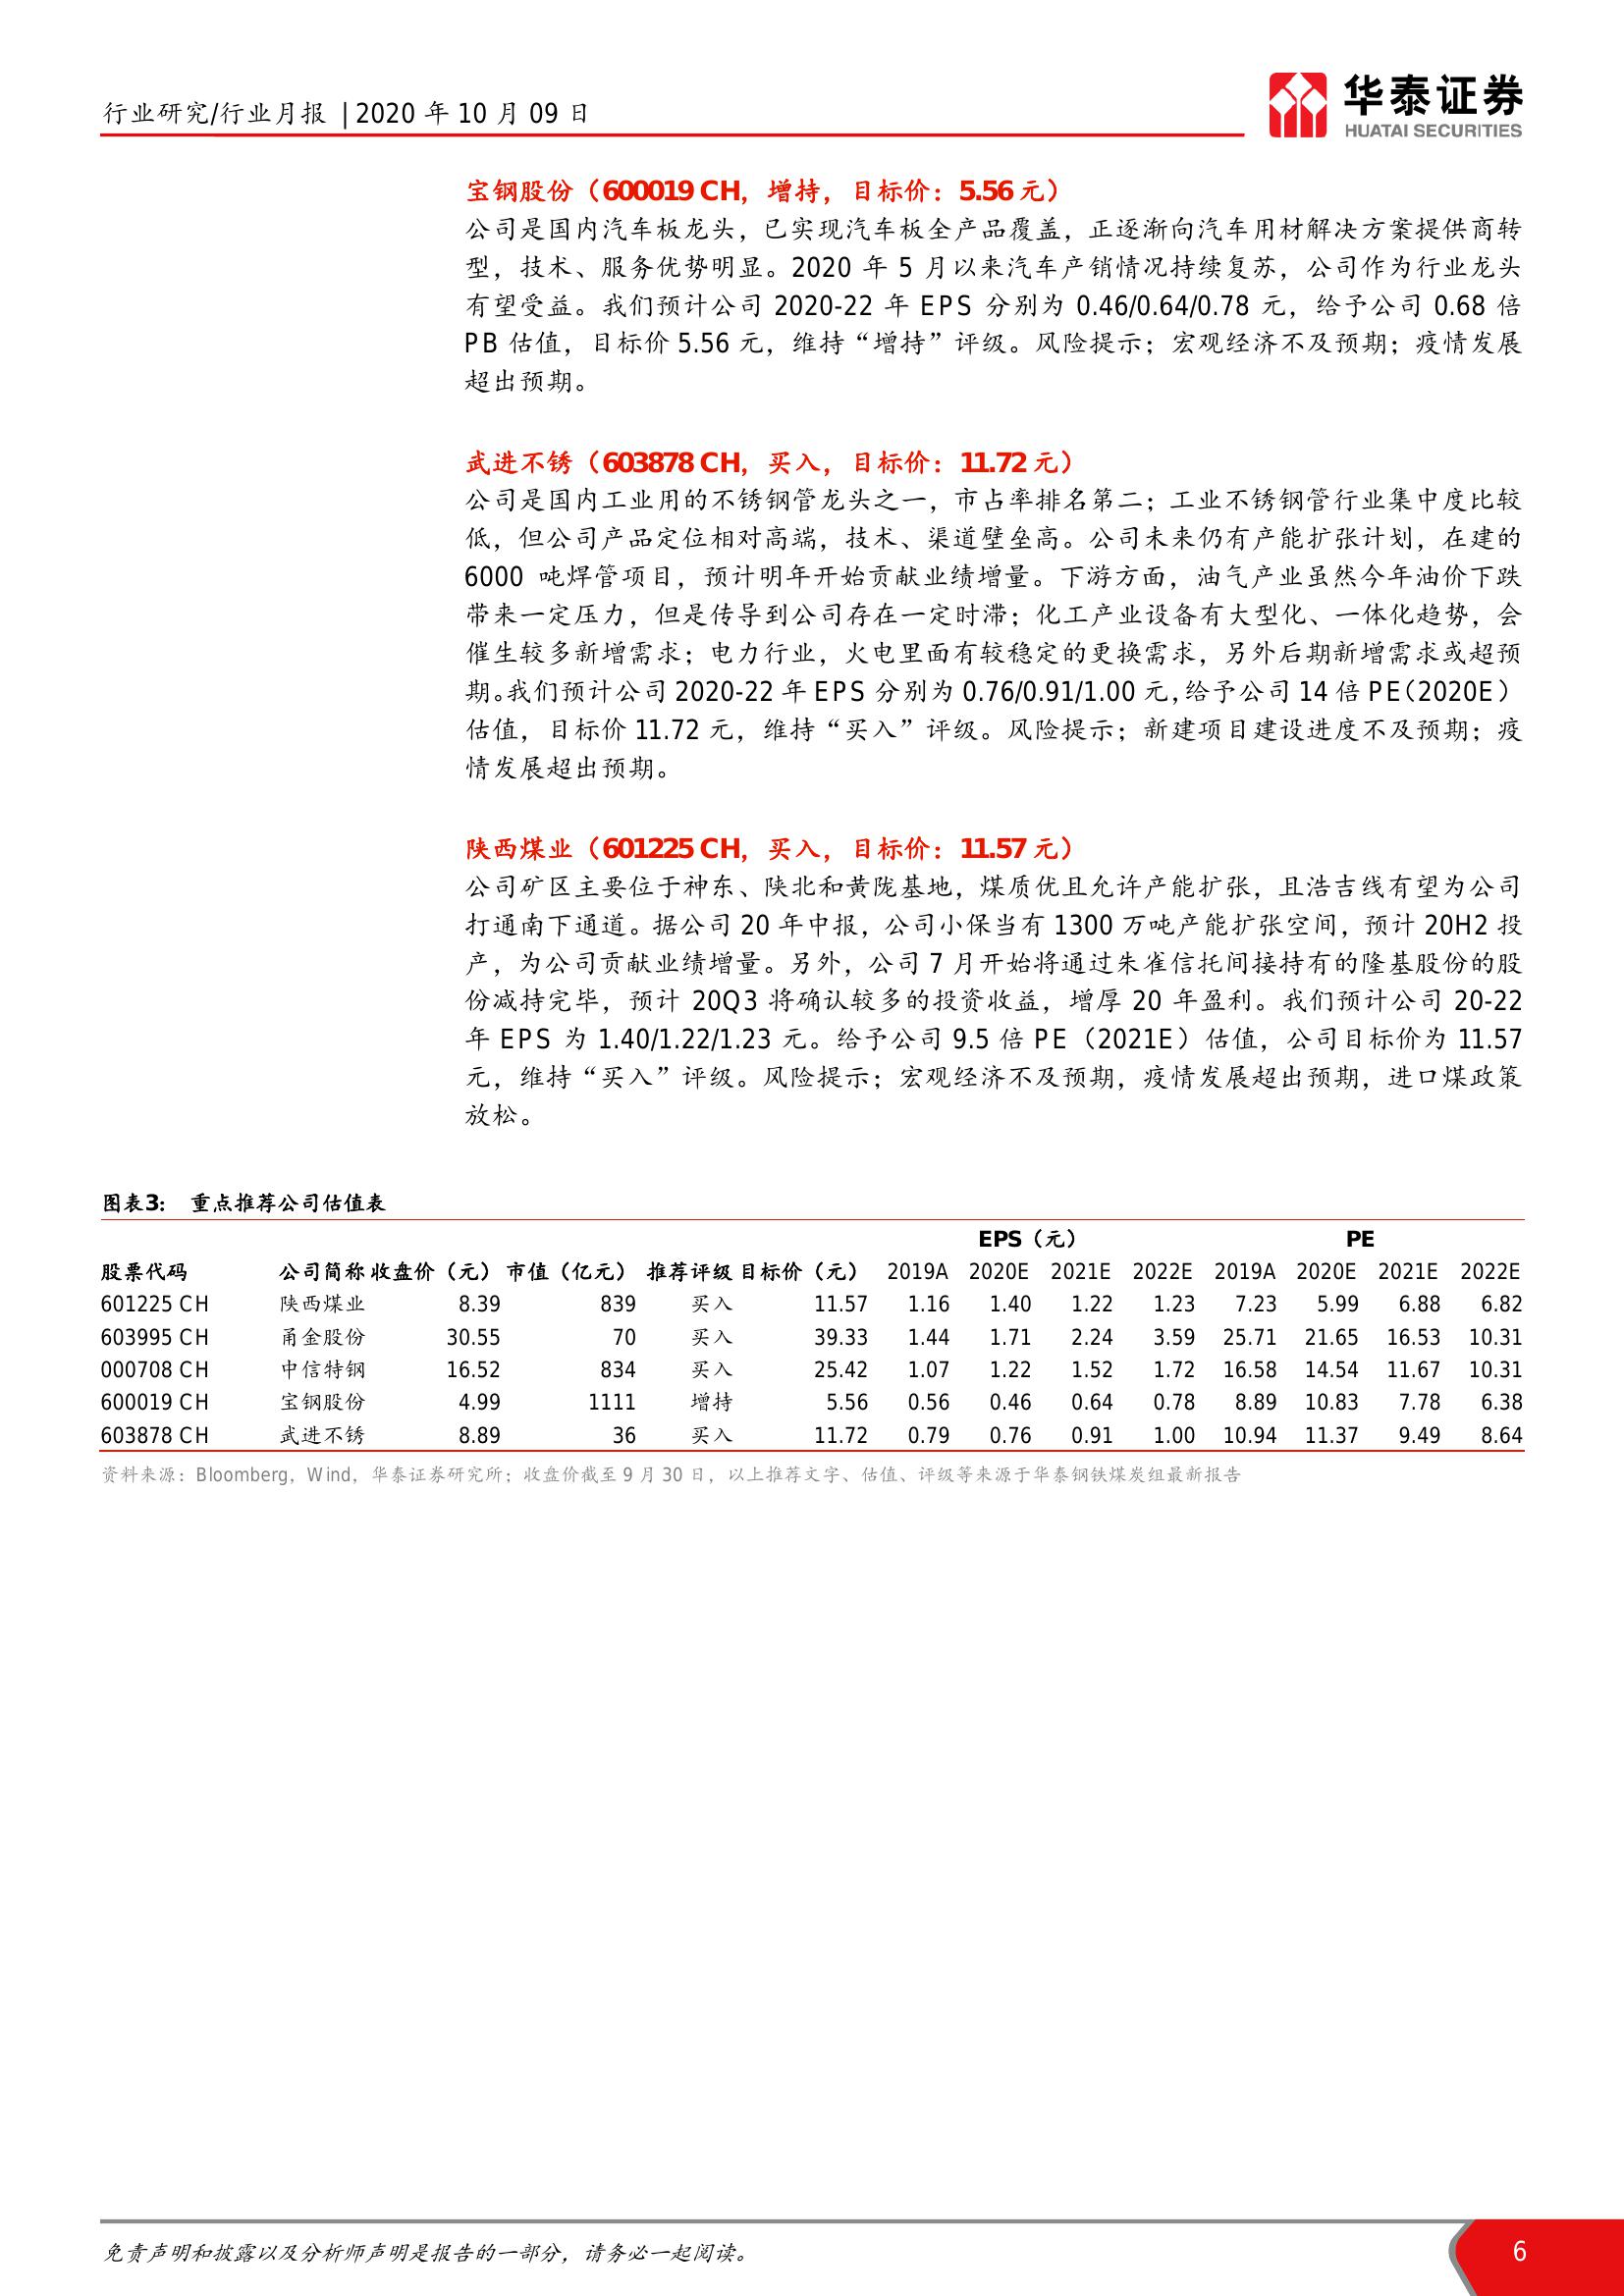 行业研究/行业月报 | 2020 年 10 月 09 日
华泰证券
HUATAI SECURITIES
宝钢股份（600019 CH，增持，目标价：5.56 元）
公司是国内汽车板龙头，已实现汽车板全产品覆盖，正逐渐向汽车用材解决方案提供商转
型，技术、服务优势明显。2020 年 5 月以来汽车产销情况持续复苏，公司作为行业龙头
有望受益。我们预计公司 2020-22 年 EPS 分别为 0.46/0.64/0.78 元，给予公司 0.68 倍
PB 估值，目标价 5.56 元，维持“增持”评级。风险提示；宏观经济不及预期；疫情发展
超出预期。
武进不锈（603878 CH，买入，目标价：11.72 元）
公司是国内工业用的不锈钢管龙头之一，市占率排名第二；工业不锈钢管行业集中度比较
低，但公司产品定位相对高端，技术、渠道壁垒高。公司未来仍有产能扩张计划，在建的
6000 吨焊管项目，预计明年开始贡献业绩增量。下游方面，油气产业虽然今年油价下跌
带来一定压力，但是传导到公司存在一定时滞；化工产业设备有大型化、一体化趋势，会
催生较多新增需求；电力行业，火电里面有较稳定的更换需求，另外后期新增需求或超预
期。我们预计公司 2020-22 年 EPS 分别为 0.76/0.91/1.00 元，给予公司 14 倍 PE（2020E）
估值，目标价 11.72 元，维持“买入”评级。风险提示；新建项目建设进度不及预期；疫
情发展超出预期。
陕西煤业（601225 CH，买入，目标价：11.57 元）
公司矿区主要位于神东、陕北和黄陇基地，煤质优且允许产能扩张，且浩吉线有望为公司
打通南下通道。据公司 20 年中报，公司小保当有 1300 万吨产能扩张空间，预计 20H2 投
产，为公司贡献业绩增量。另外，公司 7 月开始将通过朱雀信托间接持有的隆基股份的股
份减持完毕，预计 20Q3 将确认较多的投资收益，增厚 20 年盈利。我们预计公司 20-22
年 EPS 为 1.40/1.22/1.23 元。给予公司 9.5 倍 PE（2021E）估值，公司目标价为 11.57
元，维持“买入”评级。风险提示；宏观经济不及预期，疫情发展超出预期，进口煤政策
放松。
图表3： 重点推荐公司估值表
EPS（元） PE
股票代码 公司简称 收盘价（元） 市值（亿元） 推荐评级 目标价（元） 2019A 2020E 2021E 2022E 2019A 2020E 2021E 2022E
601225 CH 陕西煤业 8.39 839 买入 11.57 1.16 1.40 1.22 1.23 7.23 5.99 6.88 6.82
603995 CH 甬金股份 30.55 70 买入 39.33 1.44 1.71 2.24 3.59 25.71 21.65 16.53 10.31
000708 CH 中信特钢 16.52 834 买入 25.42 1.07 1.22 1.52 1.72 16.58 14.54 11.67 10.31
600019 CH 宝钢股份 4.99 1111 增持 5.56 0.56 0.46 0.64 0.78 8.89 10.83 7.78 6.38
603878 CH 武进不锈 8.89 36 买入 11.72 0.79 0.76 0.91 1.00 10.94 11.37 9.49 8.64
资料来源：Bloomberg，Wind，华泰证券研究所；收盘价截至 9 月 30 日，以上推荐文字、估值、评级等来源于华泰钢铁煤炭组最新报告
免责声明和披露以及分析师声明是报告的一部分，请务必一起阅读。
6